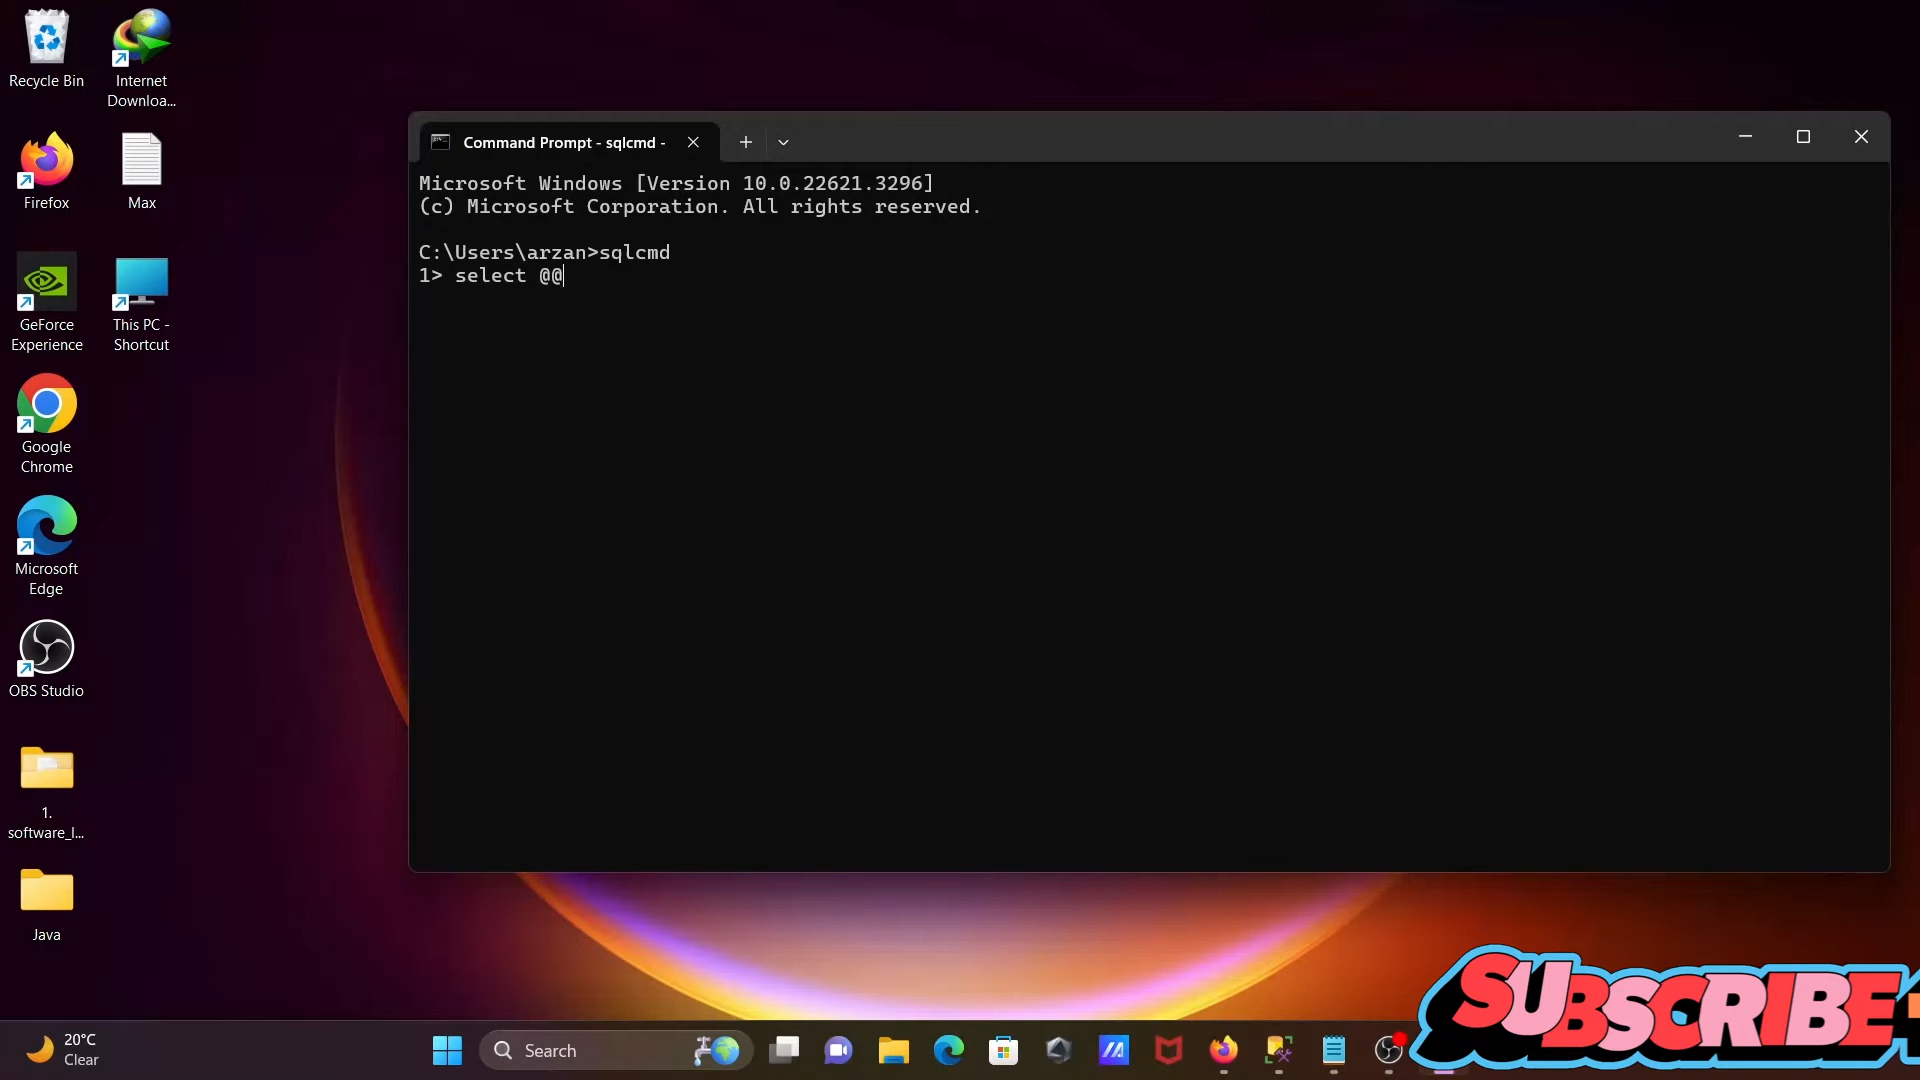 Recycle Bin
Internet
Downloa...
Firefox
Max
GeForce
Experience
This PC -
Shortcut
Google
Chrome
Microsoft
Edge
OBS Studio
1.
software_l...
Java
Command Prompt - sqlcmd -
Microsoft Windows [Version 10.0.22621.3296]
(c) Microsoft Corporation. All rights reserved.
C:\Users\arzan>sqlcmd
1> select @@
20°C
Clear
Search
SUBSCRIBE